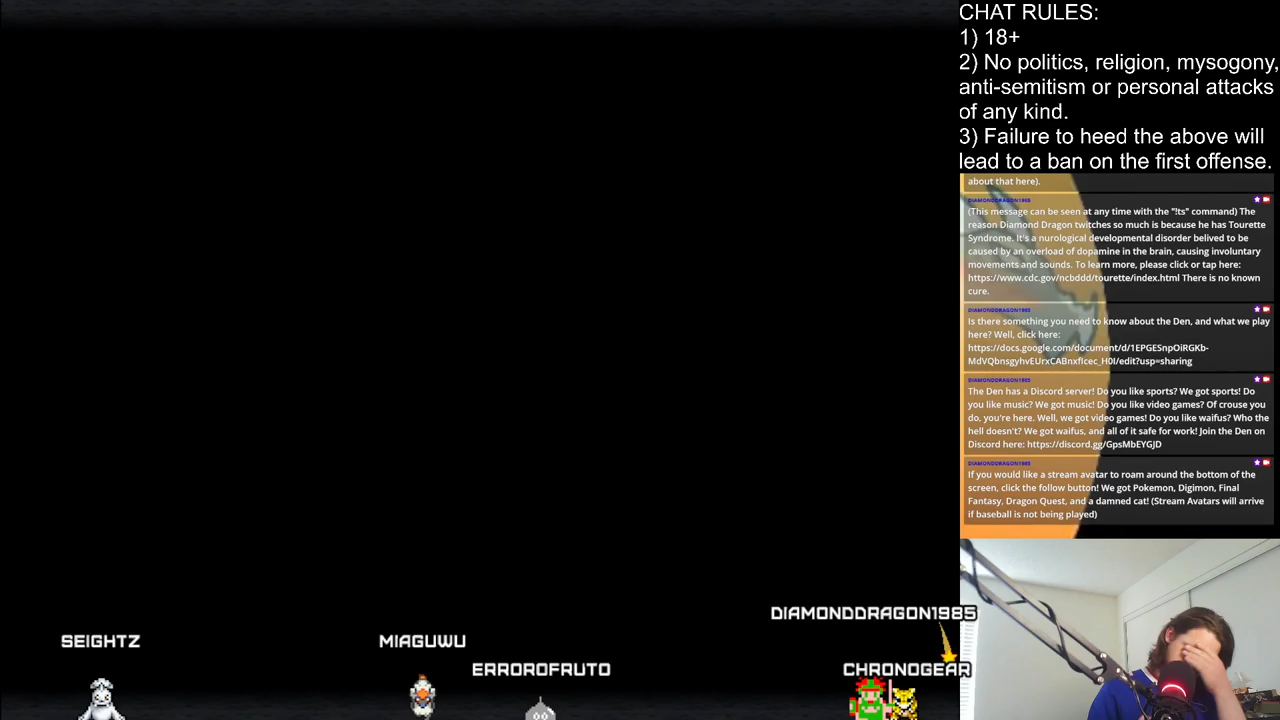 CHAT RULES:
1) 18+
2) No politics, religion, mysogony,
anti-semitism or personal attacks
of any kind.
3) Failure to heed the above will
lead to a ban on the first offense.
about that here).
DIAMONDDRAGON1985
(This message can be seen at any time with the "!ts" command) The
reason Diamond Dragon twitches so much is because he has Tourette
Syndrome. It's a nurological developmental disorder belived to be
caused by an overload of dopamine in the brain, causing involuntary
movements and sounds. To learn more, please click or tap here:
https://www.cdc.gov/ncbddd/tourette/index.html There is no known
cure.
DIAMONDDRAGON1985
Is there something you need to know about the Den, and what we play
here? Well, click here:
https://docs.google.com/document/d/1EPGESnpOiRGKb-
MdVQbnsgyhvEUrxCABnxflcec_H0I/edit?usp=sharing
DIAMONDDRAGON1985
The Den has a Discord server! Do you like sports? We got sports! Do
you like music? We got music! Do you like video games? Of crouse you
do, you're here. Well, we got video games! Do you like waifus? Who the
hell doesn't? We got waifus, and all of it safe for work! Join the Den on
Discord here: https://discord.gg/GpsMbEYGJD
DIAMONDDRAGON1985
If you would like a stream avatar to roam around the bottom of the
screen, click the follow button! We got Pokemon, Digimon, Final
Fantasy, Dragon Quest, and a damned cat! (Stream Avatars will arrive
if baseball is not being played)
DIAMONDDRAGON1985
SEIGHTZ
MIAGUWU
ERROROFRUTO
CHRONOGEAR